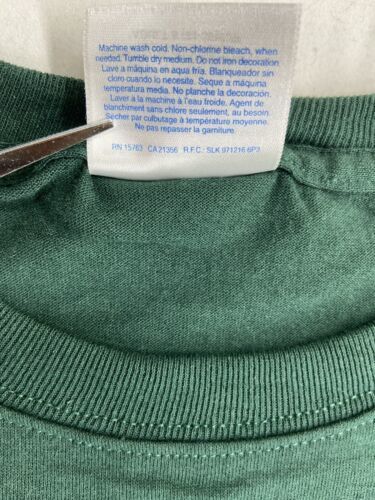 Machine wash cold. Non-chlorine bleach, when
needed. Tumble dry medium. Do not iron decoration.
Lave a máquina en agua fria. Blanqueador sin
cloro cuando lo necesite. Seque a máquina
temperatura media. Ne planche la decoración.
Laver à la machine à l'eau froide. Agent de
blanchiment sans chlore seulement, au besoin.
Sécher par culbutage à température moyenne.
Ne pas repasser la garniture.
RN 15763 CA 21356 R.F.C.: SLK 971216 6P3